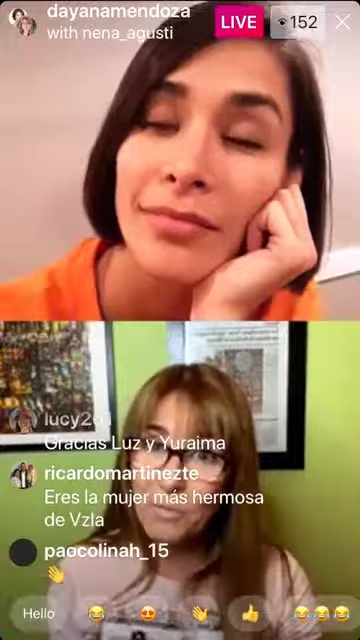 dayanamendoza
with nena_agusti
LIVE
152
Gracias Luz y Yuraima
ricardomartinezte
Eres la mujer más hermosa
de Vzla
paocolinah_15
👋
Hello
😂 😍 👋 👍 😂😂😂